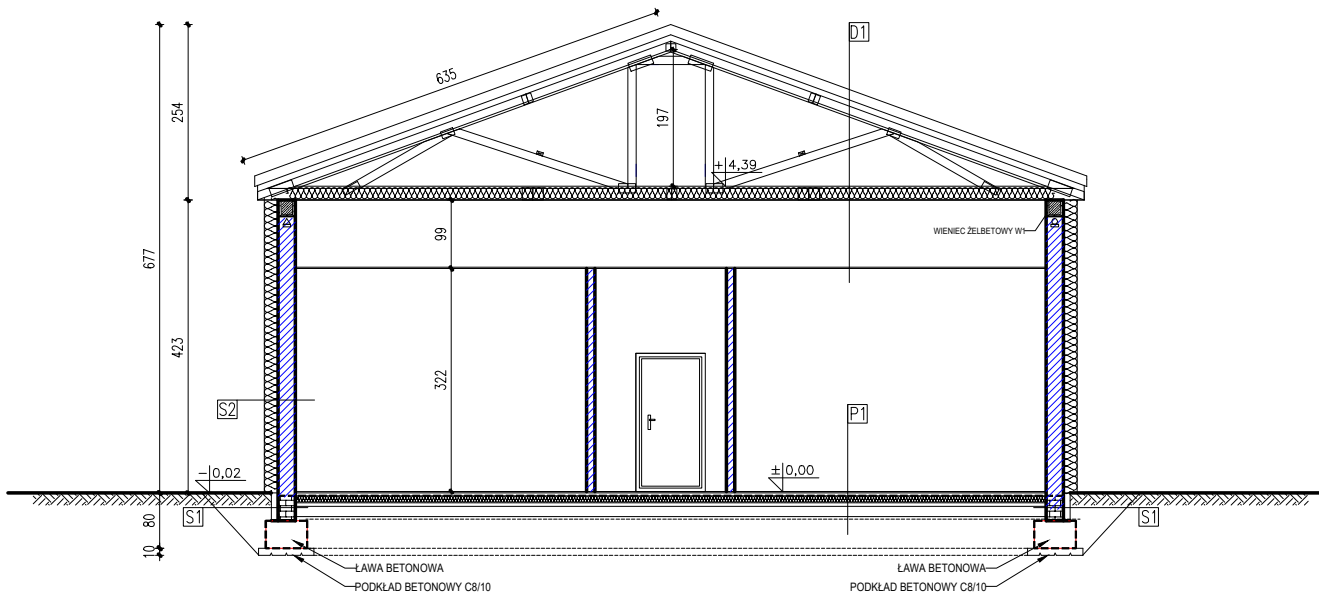 D1
635
254
197
+4,39
WIENIEC ŻELBETOWY W1
99
677
423
322
S2
P1
-0,02
±0,00
S1
S1
80
10
ŁAWA BETONOWA
ŁAWA BETONOWA
PODKŁAD BETONOWY C8/10
PODKŁAD BETONOWY C8/10